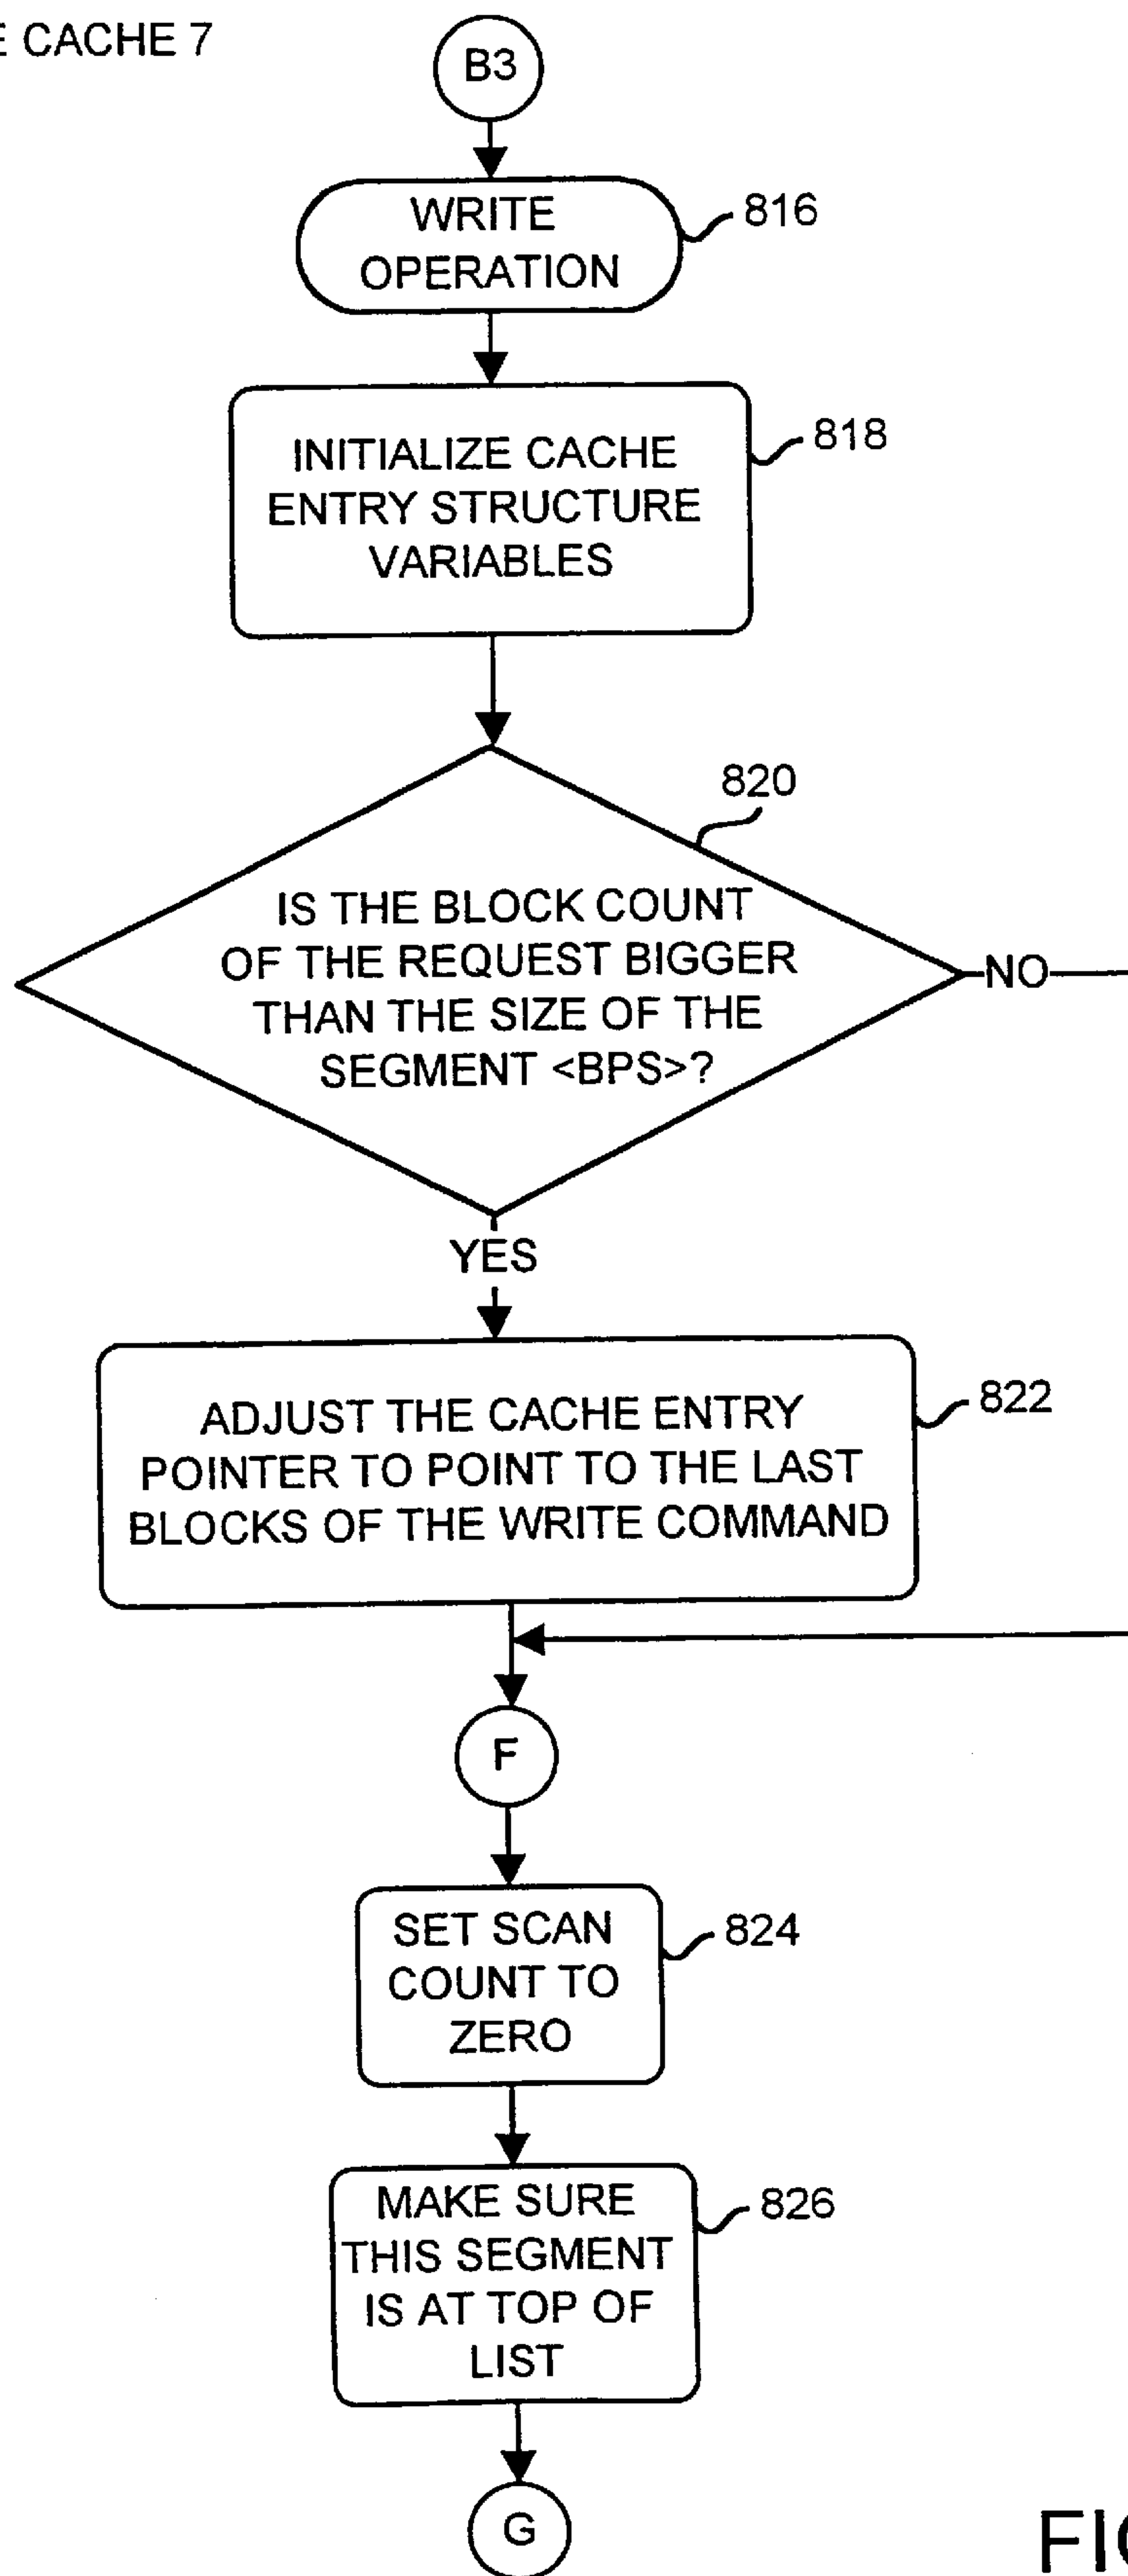 E CACHE 7
B3
WRITE
OPERATION
816
INITIALIZE CACHE
ENTRY STRUCTURE
VARIABLES
818
820
IS THE BLOCK COUNT
OF THE REQUEST BIGGER
THAN THE SIZE OF THE
SEGMENT <BPS>?
NO
YES
ADJUST THE CACHE ENTRY
POINTER TO POINT TO THE LAST
BLOCKS OF THE WRITE COMMAND
822
F
SET SCAN
COUNT TO
ZERO
824
MAKE SURE
THIS SEGMENT
IS AT TOP OF
LIST
826
G
FIG